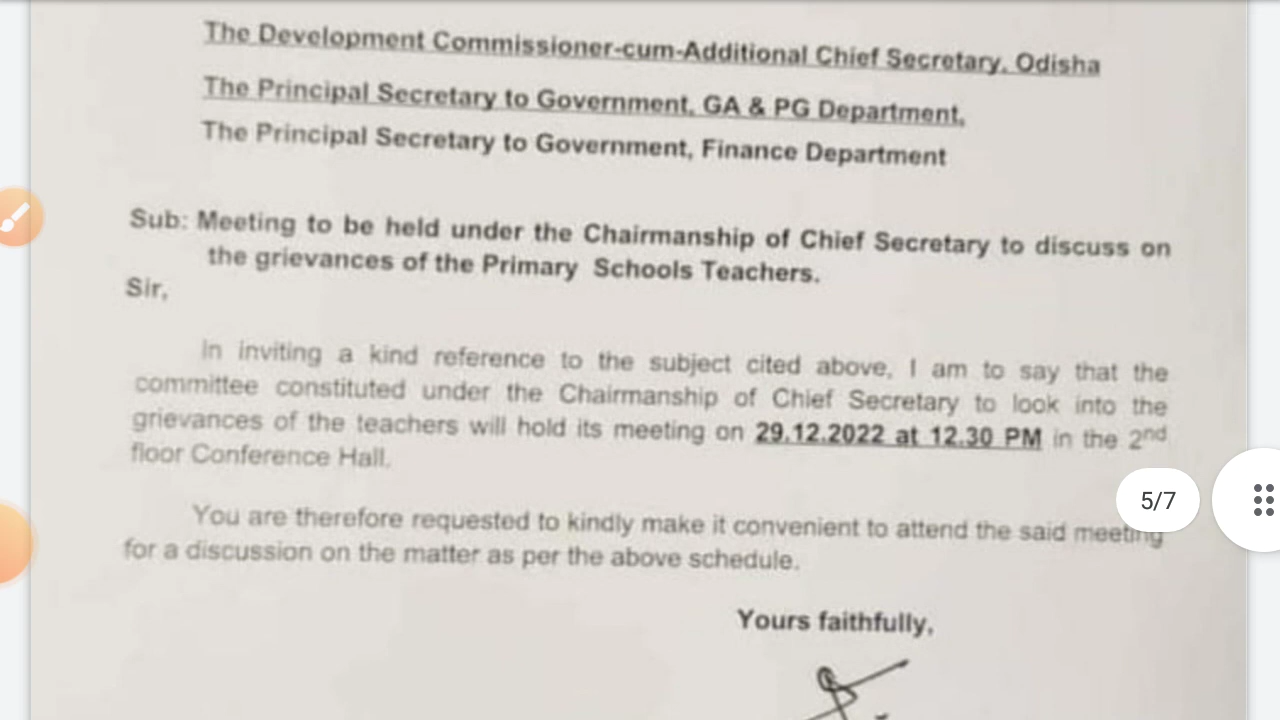 The Development Commissioner-cum-Additional Chief Secretary, Odisha
The Principal Secretary to Government, GA & PG Department,
The Principal Secretary to Government, Finance Department
Sub: Meeting to be held under the Chairmanship of Chief Secretary to discuss on
the grievances of the Primary Schools Teachers.
Sir,
In inviting a kind reference to the subject cited above, I am to say that the
committee constituted under the Chairmanship of Chief Secretary to look into the
grievances of the teachers will hold its meeting on 29.12.2022 at 12.30 PM in the 2nd
floor Conference Hall.
You are therefore requested to kindly make it convenient to attend the said meeting
for a discussion on the matter as per the above schedule.
Yours faithfully,
5/7